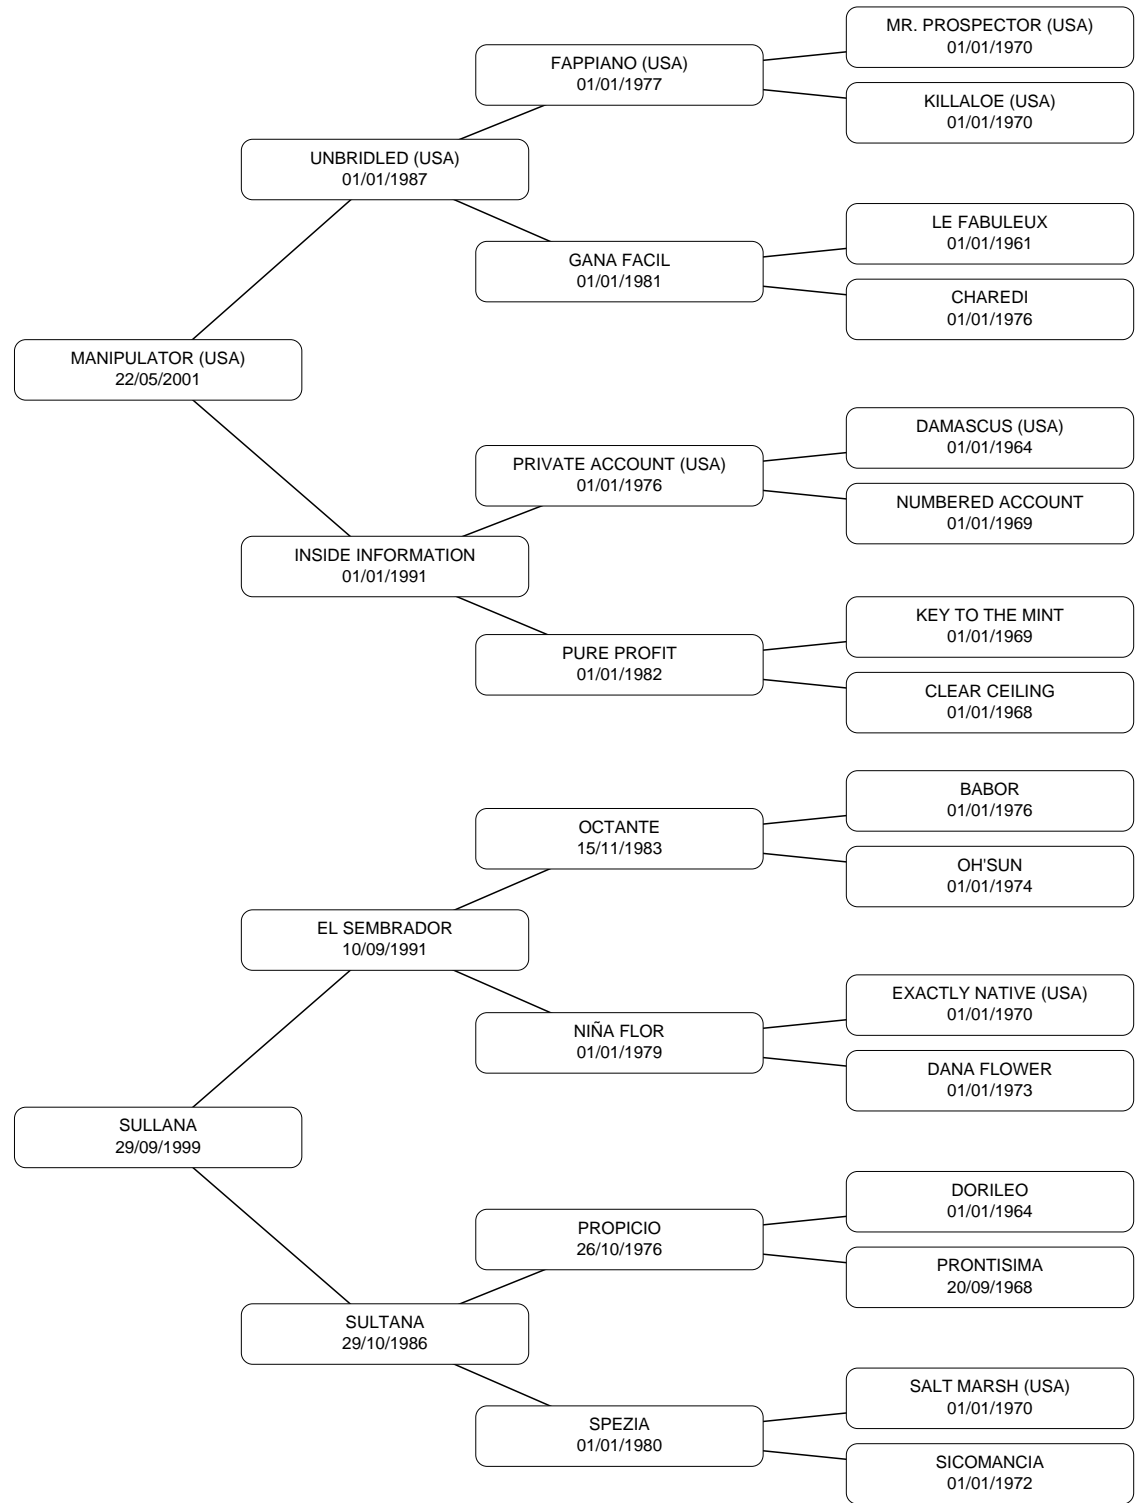 MR. PROSPECTOR (USA)
01/01/1970
FAPPIANO (USA)
01/01/1977
KILLALOE (USA)
01/01/1970
UNBRIDLED (USA)
01/01/1987
LE FABULEUX
01/01/1961
GANA FACIL
01/01/1981
CHAREDI
01/01/1976
MANIPULATOR (USA)
22/05/2001
DAMASCUS (USA)
01/01/1964
PRIVATE ACCOUNT (USA)
01/01/1976
NUMBERED ACCOUNT
01/01/1969
INSIDE INFORMATION
01/01/1991
KEY TO THE MINT
01/01/1969
PURE PROFIT
01/01/1982
CLEAR CEILING
01/01/1968
BABOR
01/01/1976
OCTANTE
15/11/1983
OH'SUN
01/01/1974
EL SEMBRADOR
10/09/1991
EXACTLY NATIVE (USA)
01/01/1970
NIÑA FLOR
01/01/1979
DANA FLOWER
01/01/1973
SULLANA
29/09/1999
DORILEO
01/01/1964
PROPICIO
26/10/1976
PRONTISIMA
20/09/1968
SULTANA
29/10/1986
SALT MARSH (USA)
01/01/1970
SPEZIA
01/01/1980
SICOMANCIA
01/01/1972